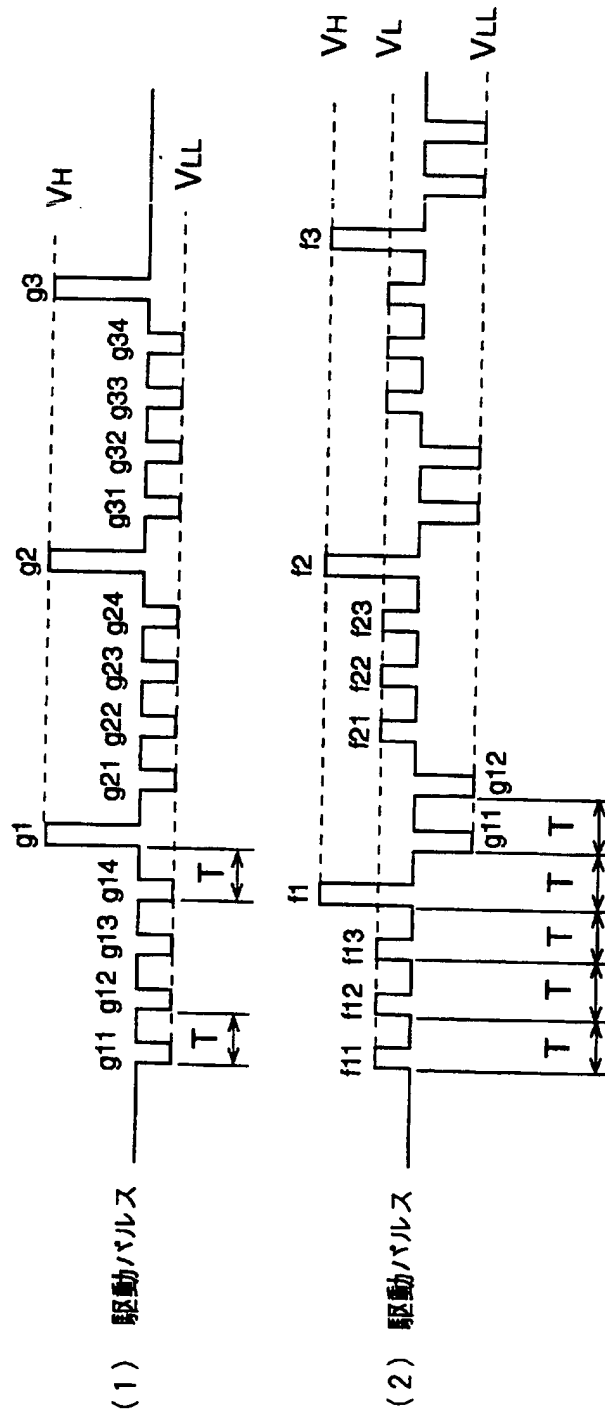 (1) 駆動パルス
g11 g12 g13 g14 g1 g21 g22 g23 g24 g2 g31 g32 g33 g34 g3
VH
VLL
T T
(2) 駆動パルス
f11 f12 f13 f1 f21 f22 f23 f2 f3
VH
VL
VLL
g11 g12
T T T T T